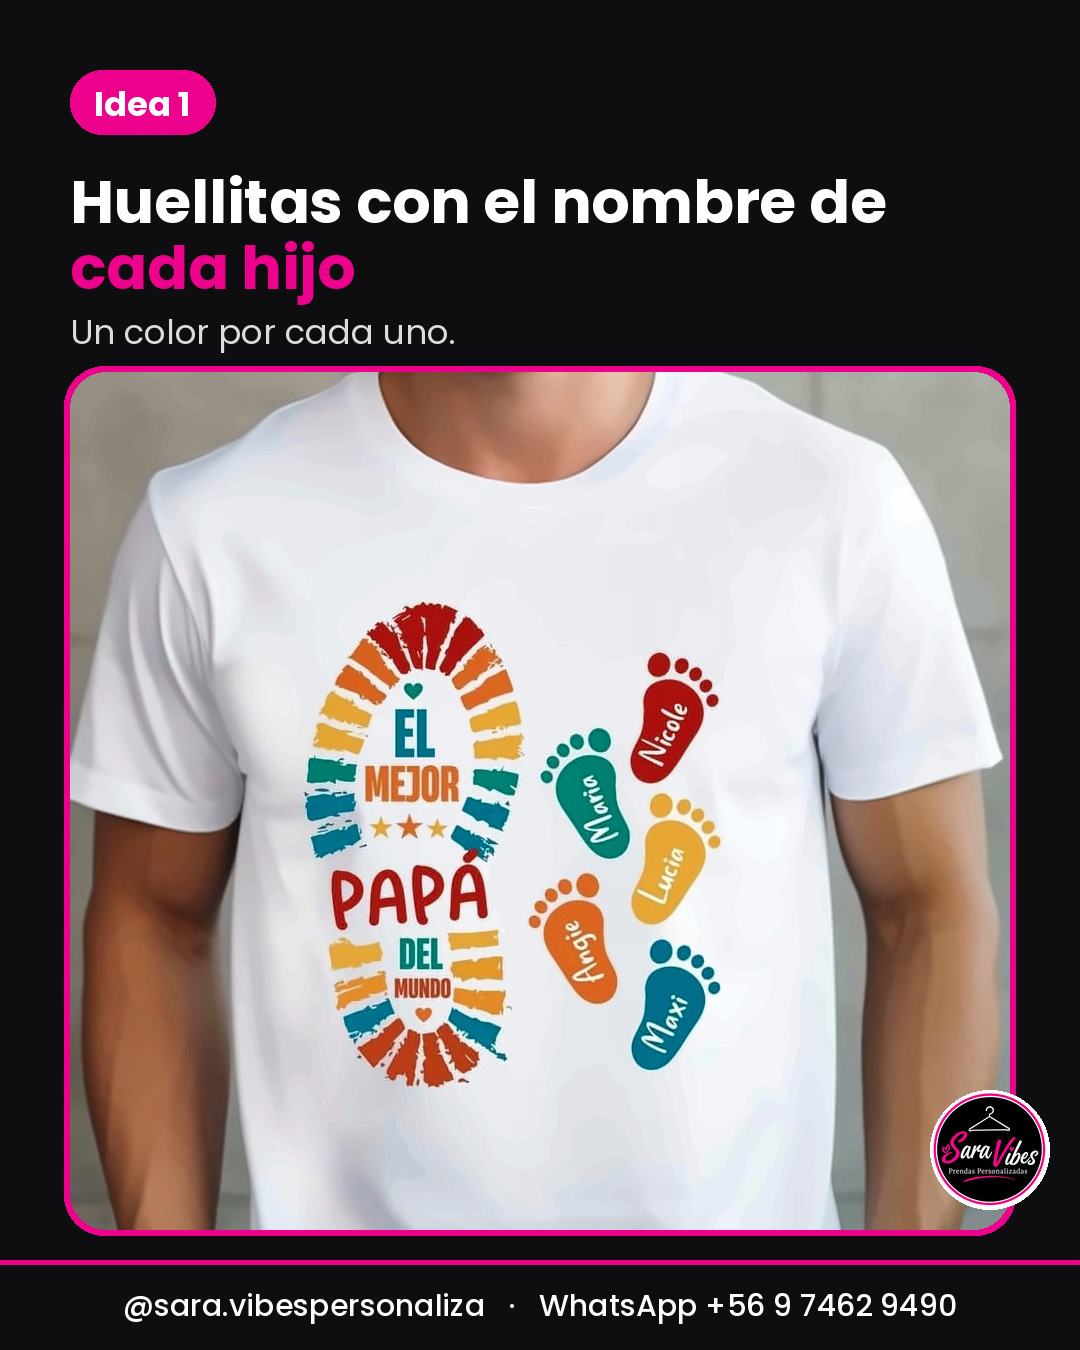 Idea 1
Huellitas con el nombre de
cada hijo
Un color por cada uno.
EL
MEJOR
PAPÁ
DEL
MUNDO
Nicole
Maria
Lucia
Angie
Maxi
Sara Vibes
Prendas Personalizadas
@sara.vibespersonaliza · WhatsApp +56 9 7462 9490